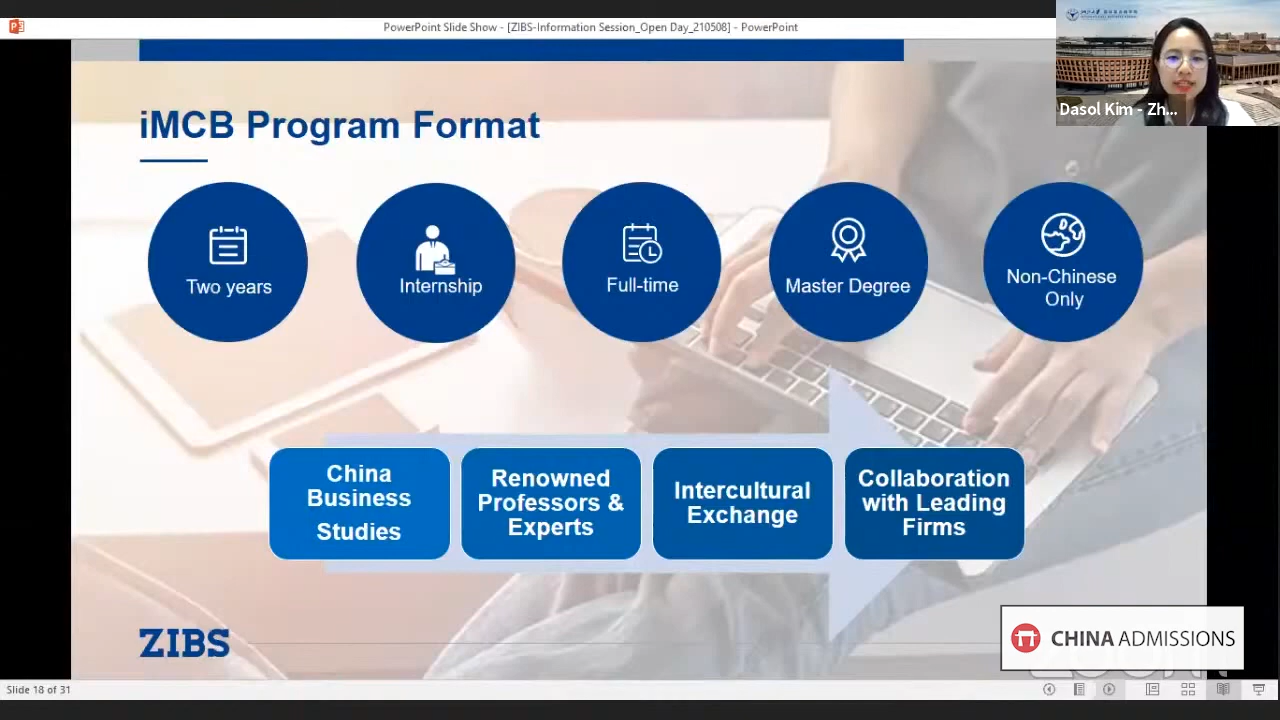 PowerPoint Slide Show - [ZIBS-Information Session_Open Day_210508] - PowerPoint
Dasol Kim - Zh...
iMCB Program Format
Two years
Internship
Full-time
Master Degree
Non-Chinese
Only
China
Business
Studies
Renowned
Professors &
Experts
Intercultural
Exchange
Collaboration
with Leading
Firms
ZIBS
CHINA ADMISSIONS
Slide 18 of 31